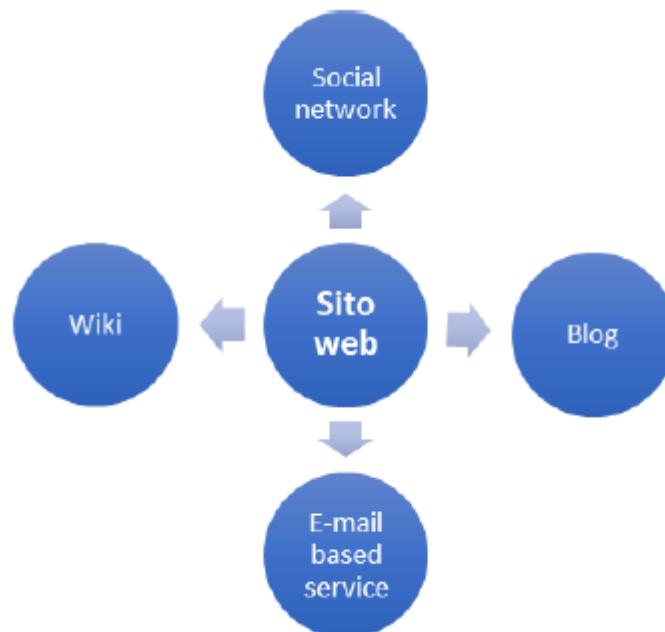 Social
network
Wiki
Sito
web
Blog
E-mail
based
service